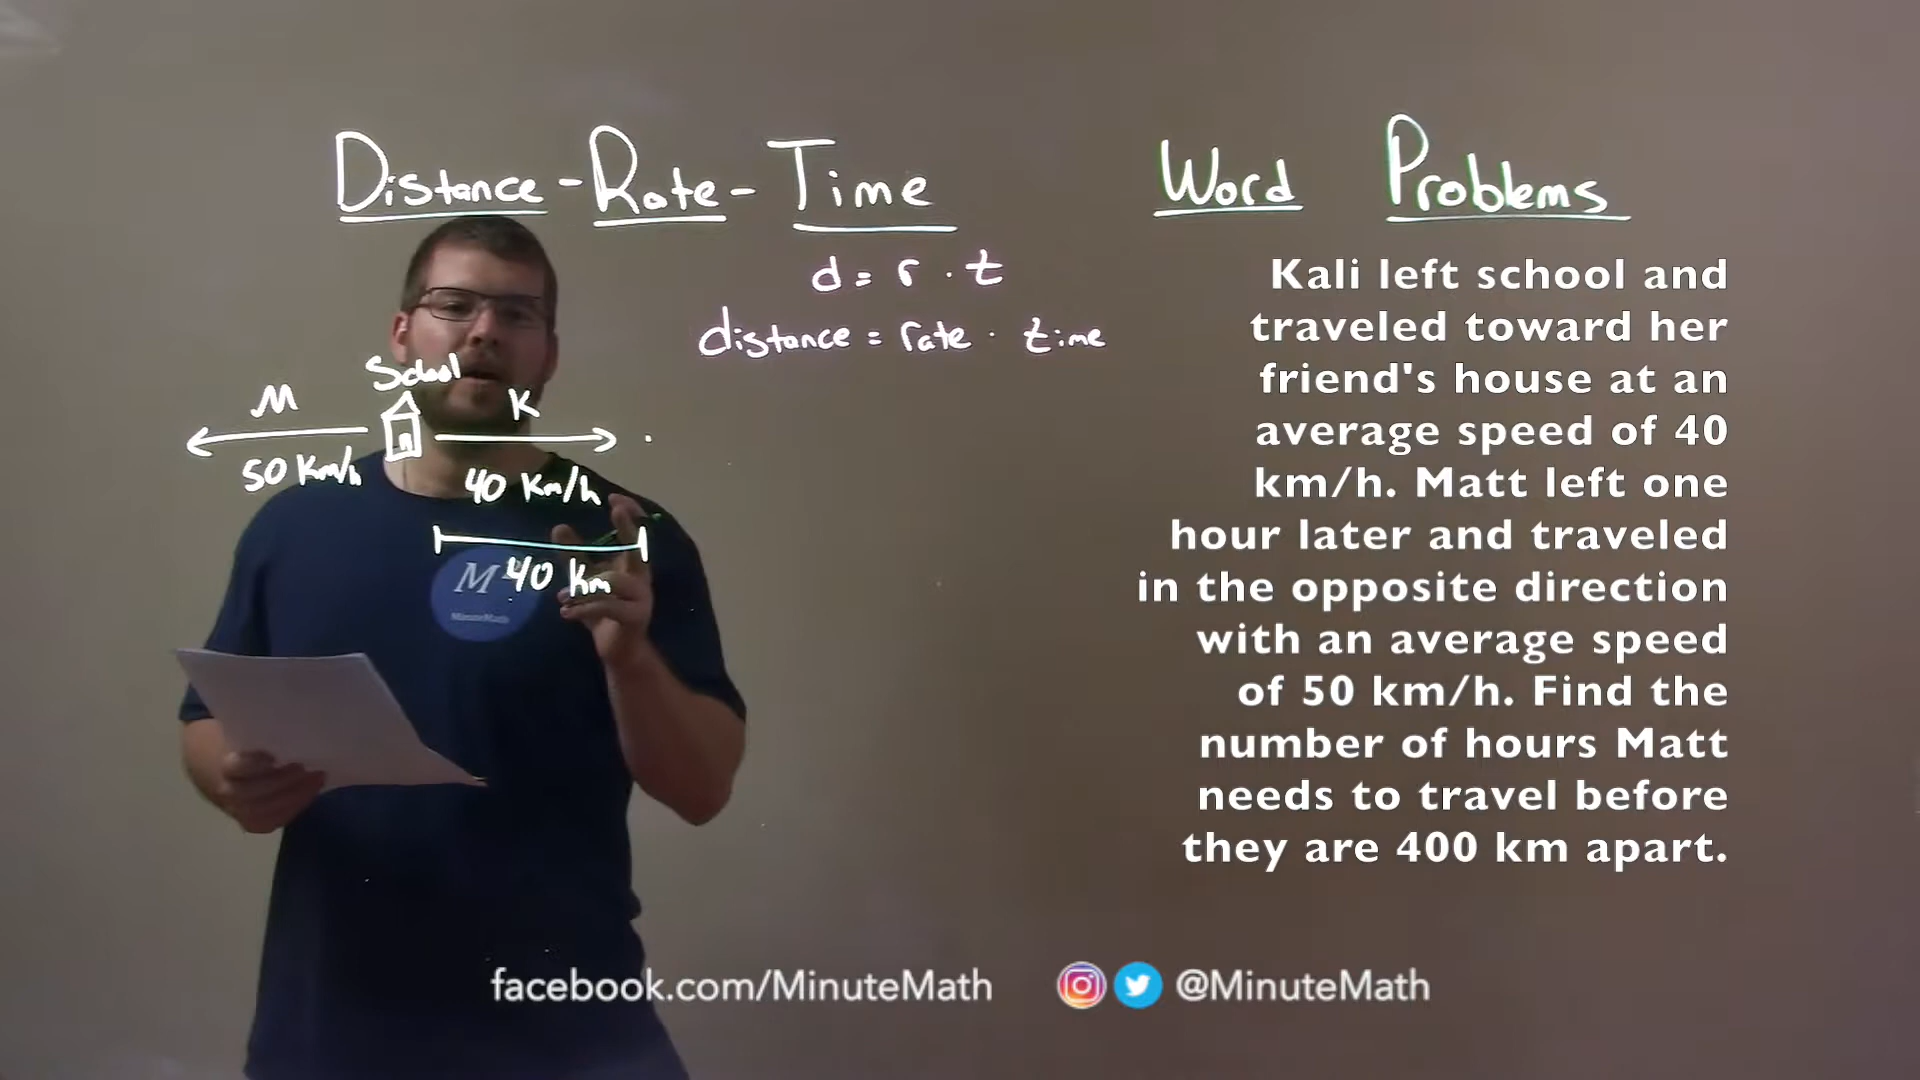 Distance-Rate-Time Word Problems
d = r · t
distance = rate · time
School
M
K
50 Km/h
40 Km/h
40 Km
M
MinuteMath
Kali left school and
traveled toward her
friend's house at an
average speed of 40
km/h. Matt left one
hour later and traveled
in the opposite direction
with an average speed
of 50 km/h. Find the
number of hours Matt
needs to travel before
they are 400 km apart.
facebook.com/MinuteMath @MinuteMath